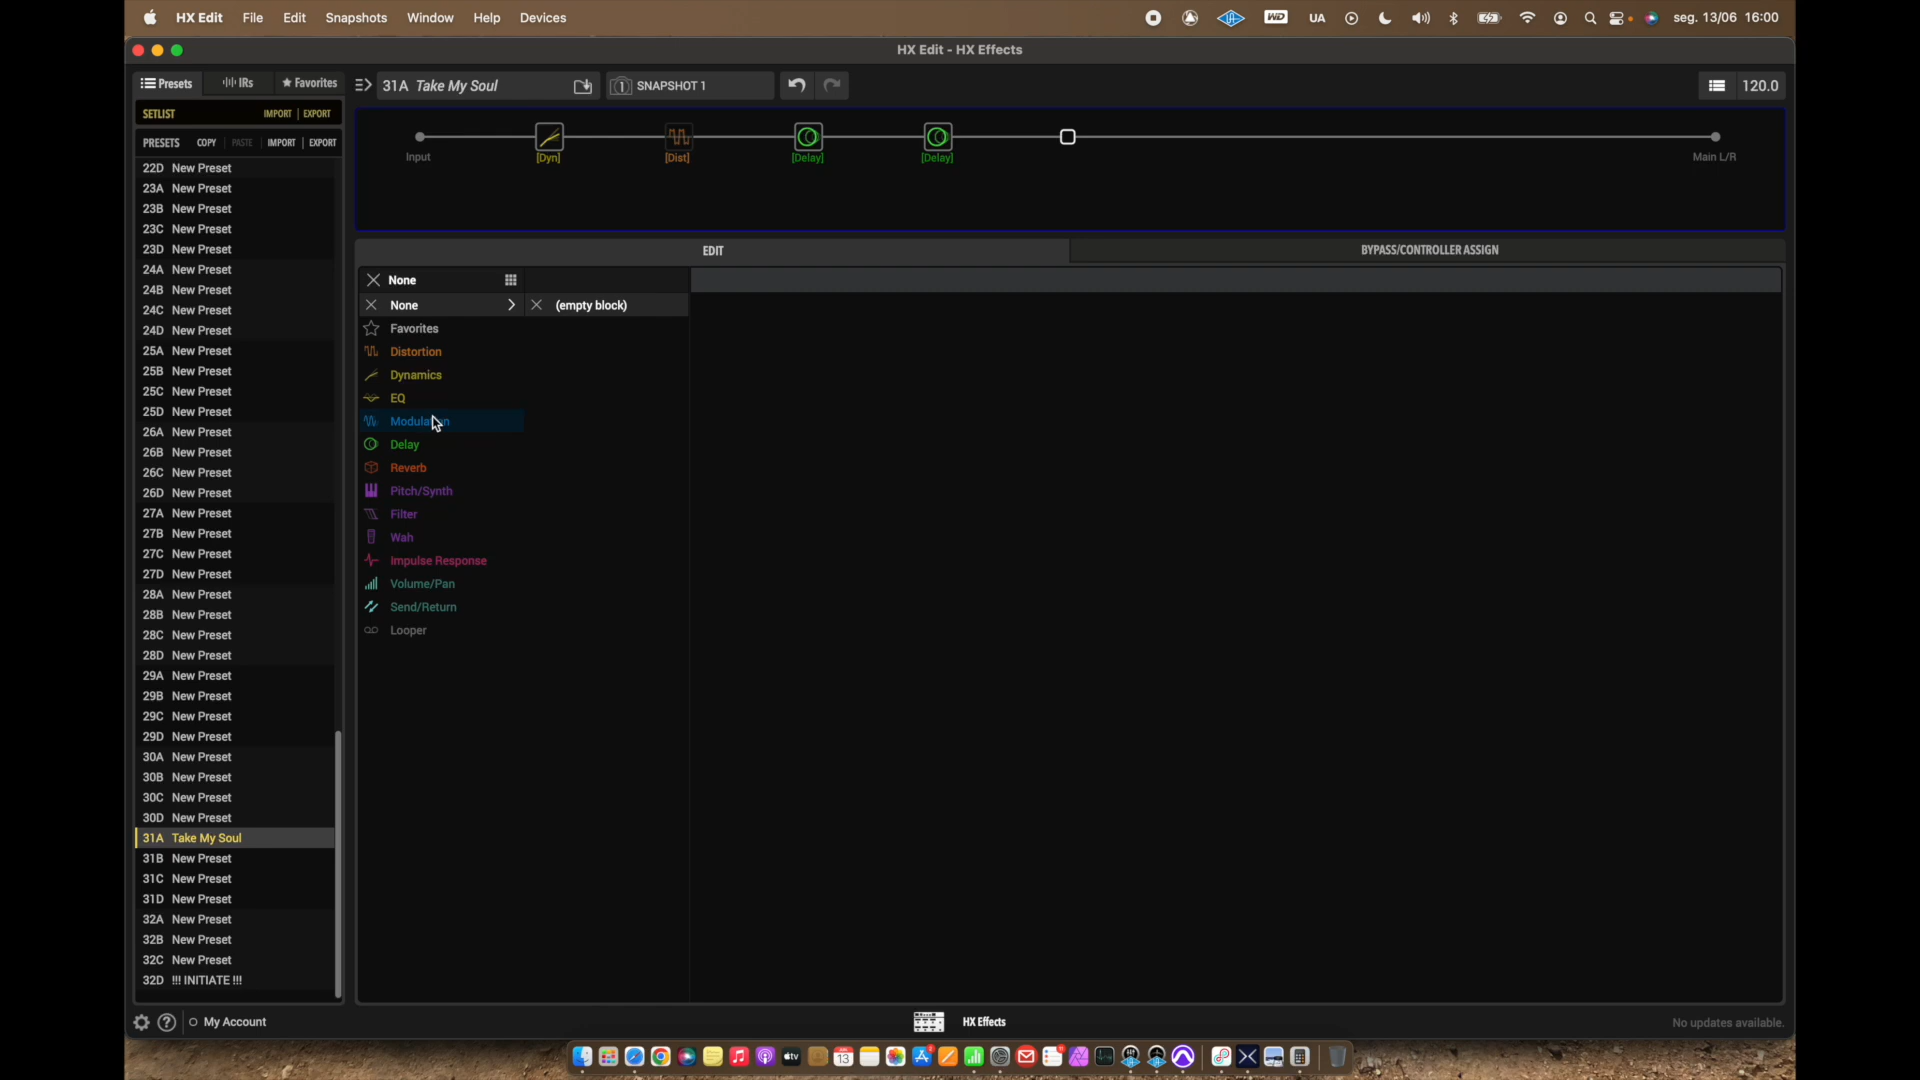 HX Edit File Edit Snapshots Window Help Devices WD UA seg. 13/06 16:00
HX Edit - HX Effects
Presets IRs Favorites 31A Take My Soul 1 SNAPSHOT 1 120.0
SETLIST IMPORT | EXPORT
PRESETS COPY | PASTE | IMPORT | EXPORT
Input [Dyn] [Dist] [Delay] [Delay] Main L/R
22D New Preset
23A New Preset
23B New Preset
23C New Preset
23D New Preset
24A New Preset
24B New Preset
24C New Preset
24D New Preset
25A New Preset
25B New Preset
25C New Preset
25D New Preset
26A New Preset
26B New Preset
26C New Preset
26D New Preset
27A New Preset
27B New Preset
27C New Preset
27D New Preset
28A New Preset
28B New Preset
28C New Preset
28D New Preset
29A New Preset
29B New Preset
29C New Preset
29D New Preset
30A New Preset
30B New Preset
30C New Preset
30D New Preset
31A Take My Soul
31B New Preset
31C New Preset
31D New Preset
32A New Preset
32B New Preset
32C New Preset
32D !!! INITIATE !!!
EDIT BYPASS/CONTROLLER ASSIGN
None
None (empty block)
Favorites
Distortion
Dynamics
EQ
Modulation
Delay
Reverb
Pitch/Synth
Filter
Wah
Impulse Response
Volume/Pan
Send/Return
Looper
My Account HX Effects No updates available.
tv 13